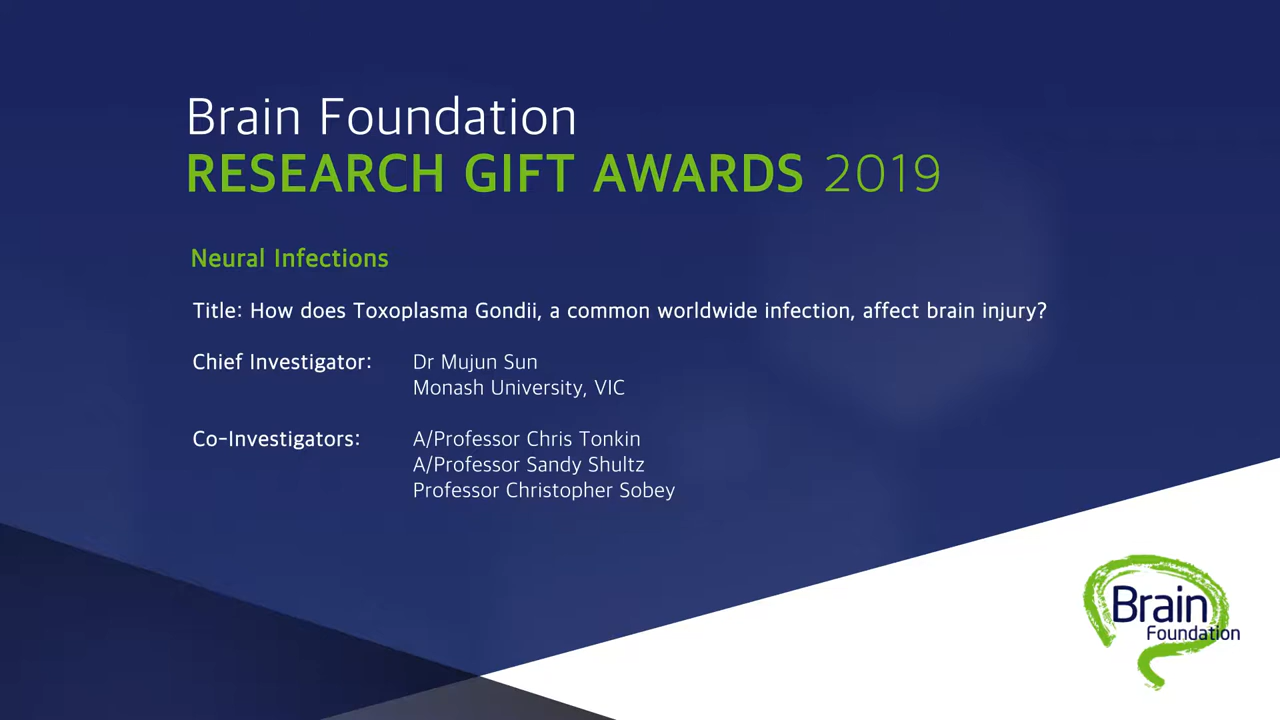 Brain Foundation
RESEARCH GIFT AWARDS 2019
Neural Infections
Title: How does Toxoplasma Gondii, a common worldwide infection, affect brain injury?
Chief Investigator: Dr Mujun Sun
Monash University, VIC
Co-Investigators: A/Professor Chris Tonkin
A/Professor Sandy Shultz
Professor Christopher Sobey
Brain
Foundation